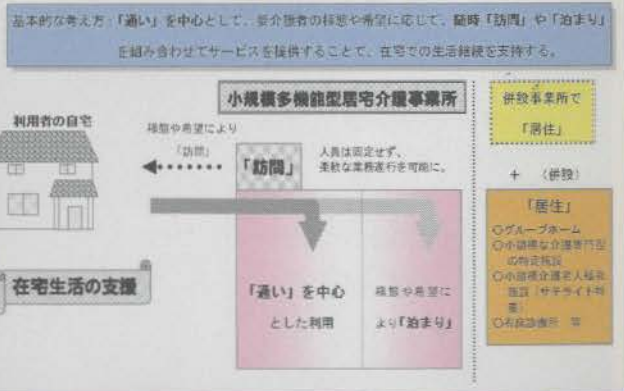 基本的な考え方:「通い」を中心として、要介護者の様態や希望に応じて、随時「訪問」や「泊まり」
を組み合わせてサービスを提供することで、在宅での生活継続を支援する。
小規模多機能型居宅介護事業所
併設事業所で
「居住」
利用者の自宅
様態や希望により
「訪問」
「訪問」
人員は固定せず、
柔軟な業務遂行を可能に。
+ (併設)
「居住」
○グループホーム
○小規模な介護専門型
の特定施設
○小規模介護老人福祉
施設(サテライト特
養)
○有床診療所 等
在宅生活の支援
「通い」を中心
とした利用
様態や希望に
より「泊まり」